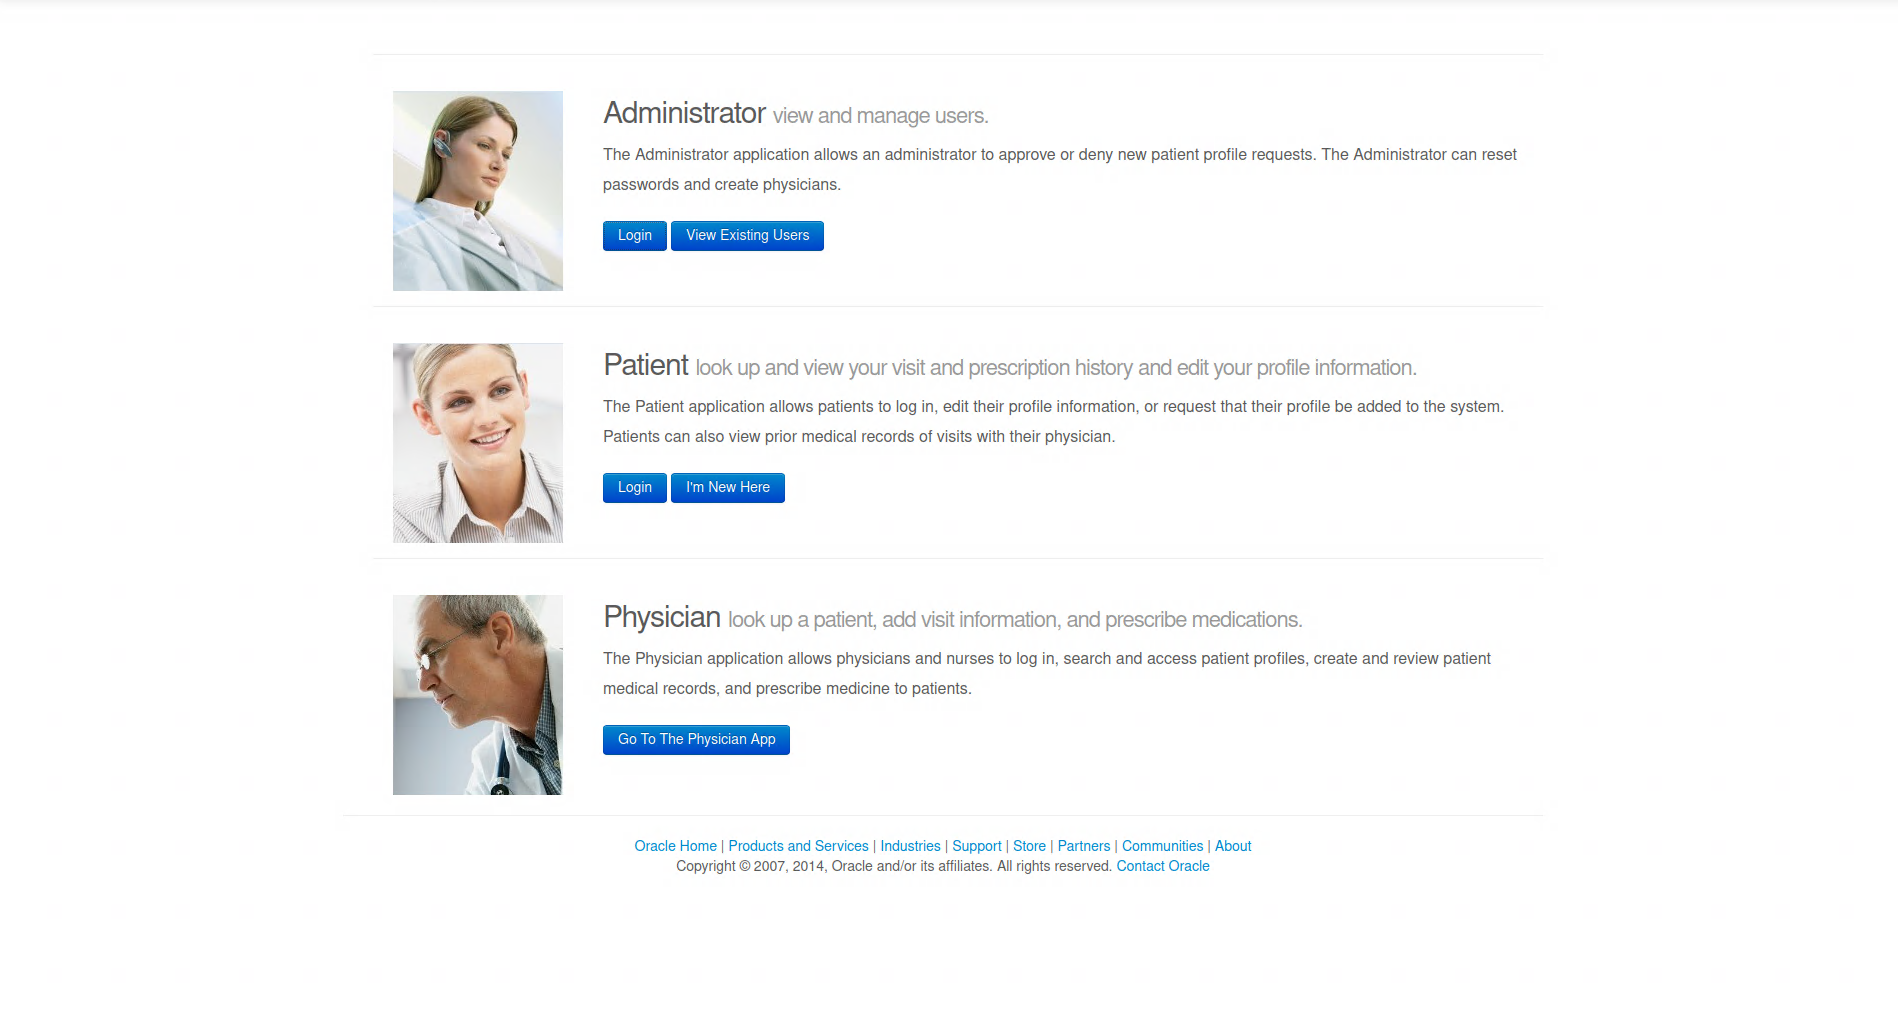 Administrator view and manage users.
The Administrator application allows an administrator to approve or deny new patient profile requests. The Administrator can reset
passwords and create physicians.
Login View Existing Users
Patient look up and view your visit and prescription history and edit your profile information.
The Patient application allows patients to log in, edit their profile information, or request that their profile be added to the system.
Patients can also view prior medical records of visits with their physician.
Login I'm New Here
Physician look up a patient, add visit information, and prescribe medications.
The Physician application allows physicians and nurses to log in, search and access patient profiles, create and review patient
medical records, and prescribe medicine to patients.
Go To The Physician App
Oracle Home | Products and Services | Industries | Support | Store | Partners | Communities | About
Copyright © 2007, 2014, Oracle and/or its affiliates. All rights reserved. Contact Oracle